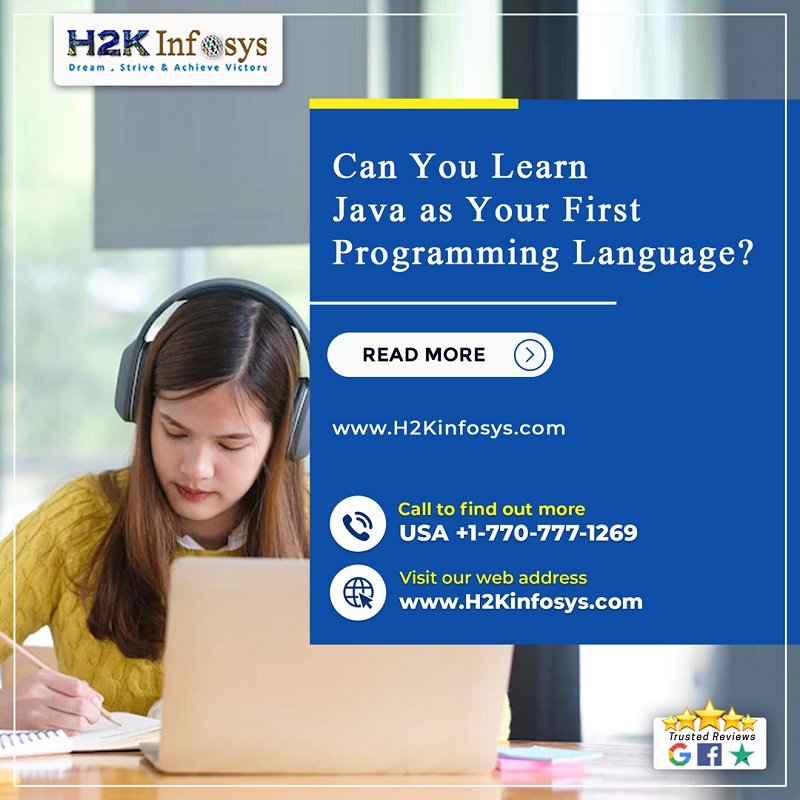 H2K Infosys
Dream , Strive & Achieve Victory
Can You Learn
Java as Your First
Programming Language?
READ MORE
www.H2Kinfosys.com
Call to find out more
USA +1-770-777-1269
Visit our web address
www.H2Kinfosys.com
Trusted Reviews
G f